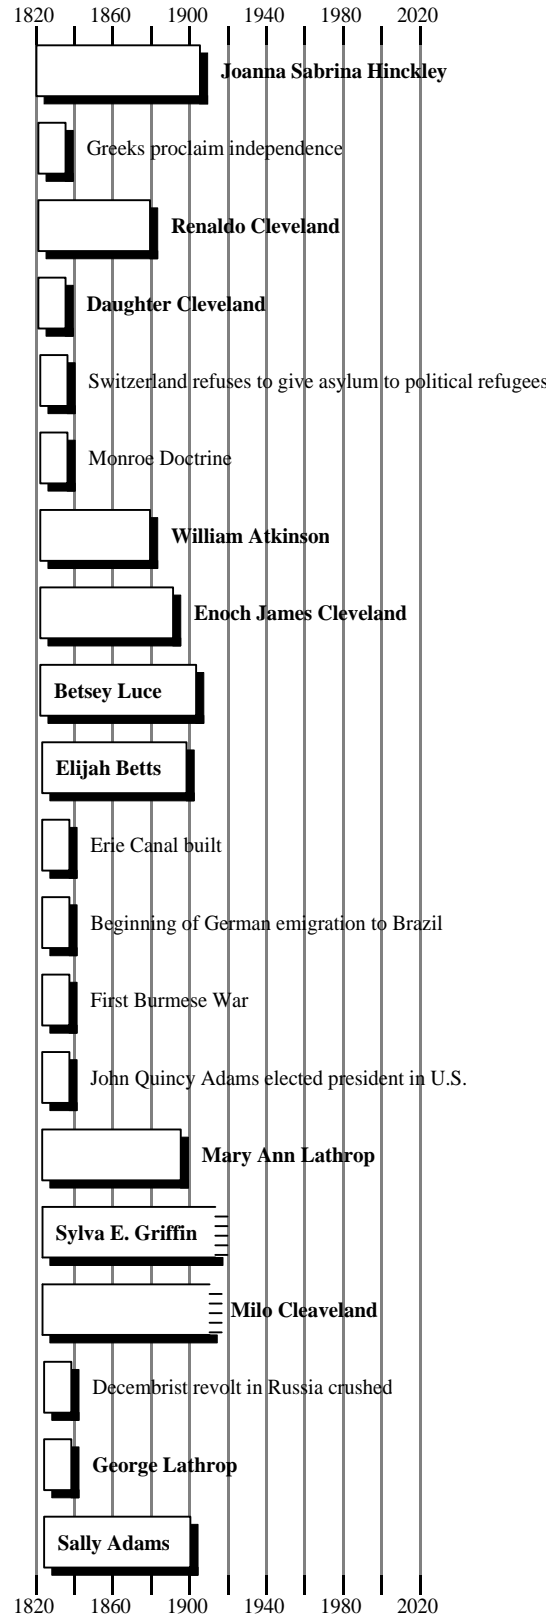 1820 1860 1900 1940 1980 2020
Joanna Sabrina Hinckley
Greeks proclaim independence
Renaldo Cleveland
Daughter Cleveland
Switzerland refuses to give asylum to political refugees
Monroe Doctrine
William Atkinson
Enoch James Cleveland
Betsey Luce
Elijah Betts
Erie Canal built
Beginning of German emigration to Brazil
First Burmese War
John Quincy Adams elected president in U.S.
Mary Ann Lathrop
Sylva E. Griffin
Milo Cleaveland
Decembrist revolt in Russia crushed
George Lathrop
Sally Adams
1820 1860 1900 1940 1980 2020